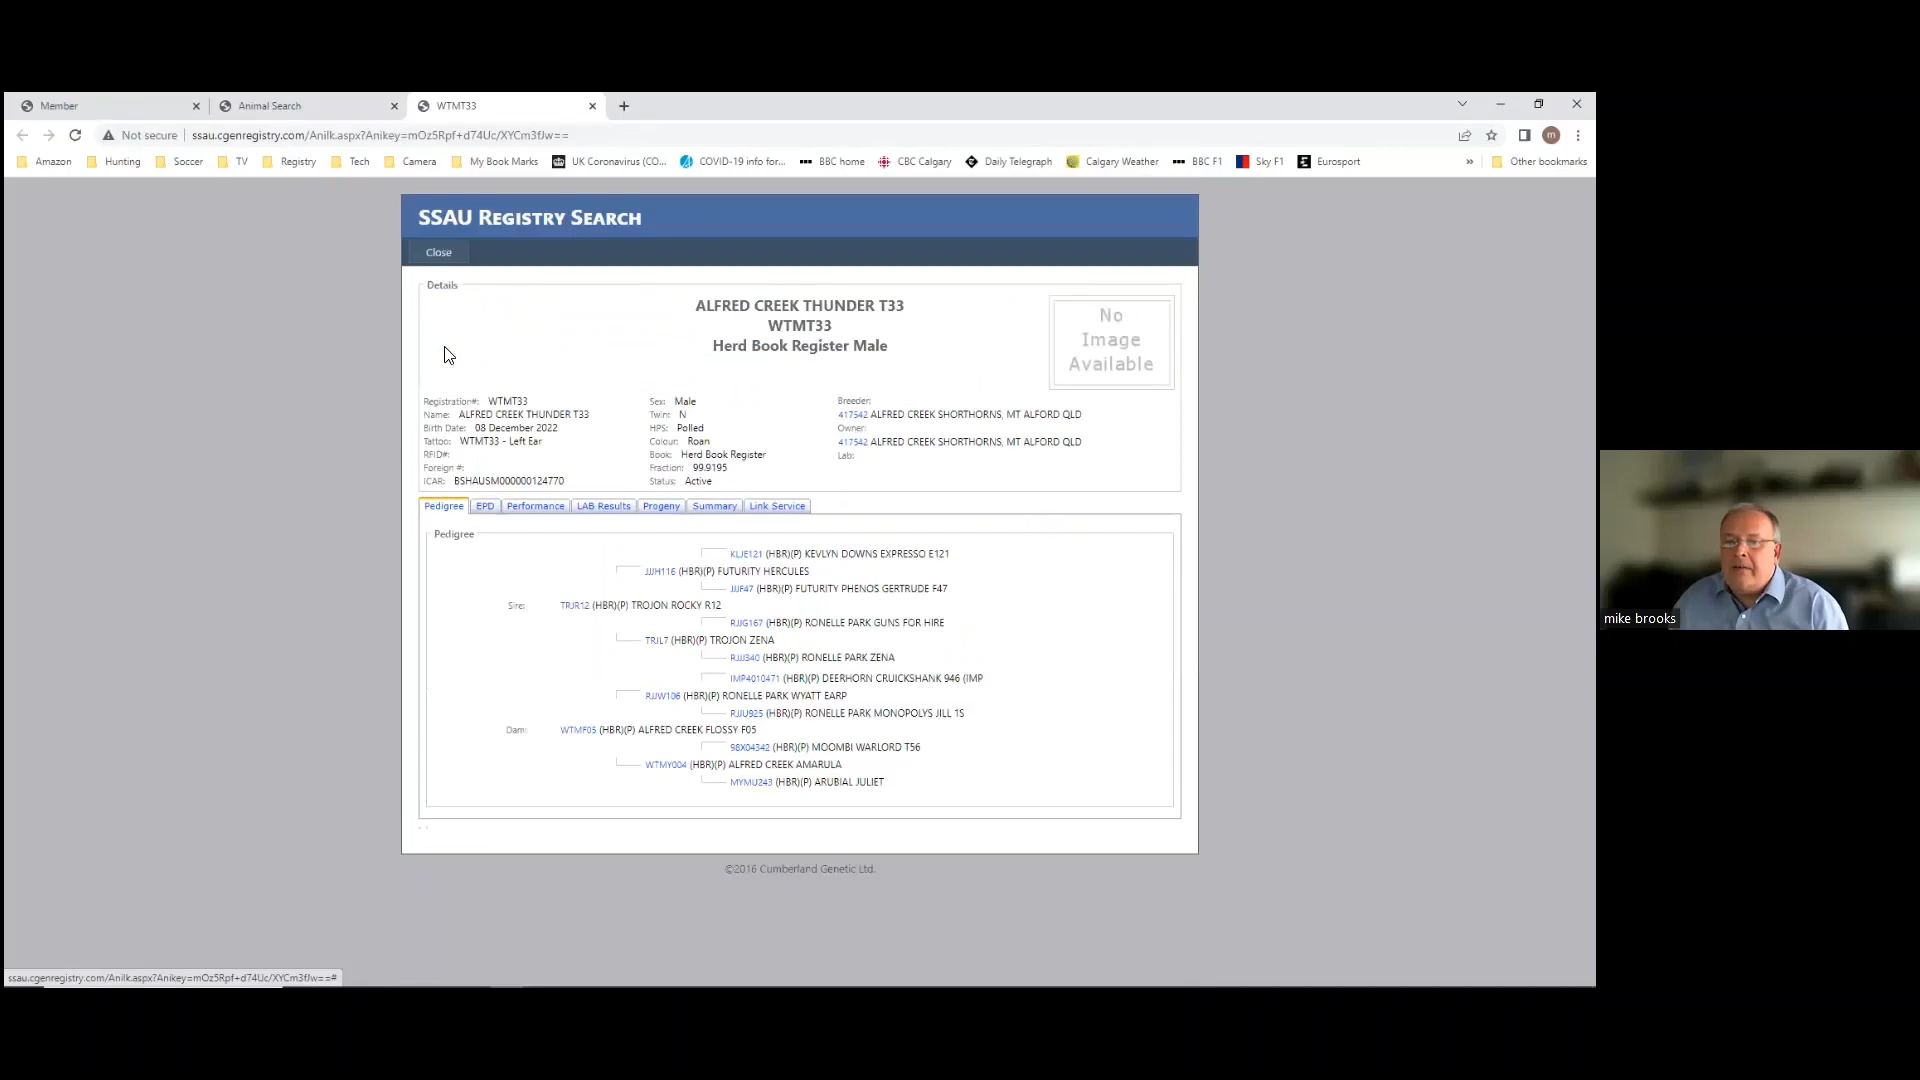 Member
Animal Search
WTMT33
Not secure
ssau.cgenregistry.com/Anilk.aspx?Anikey=mOz5Rpf+d74Uc/XYCm3fJw==
m
Amazon
Hunting
Soccer
TV
Registry
Tech
Camera
My Book Marks
UK Coronavirus (CO...
COVID-19 info for...
BBC home
CBC Calgary
Daily Telegraph
Calgary Weather
BBC F1
Sky F1
Eurosport
»
Other bookmarks
SSAU REGISTRY SEARCH
Close
Details
ALFRED CREEK THUNDER T33
WTMT33
Herd Book Register Male
No
Image
Available
Registration#: WTMT33
Name: ALFRED CREEK THUNDER T33
Birth Date: 08 December 2022
Tattoo: WTMT33 - Left Ear
RFID#:
Foreign #:
ICAR: BSHAUSM000000124770
Sex: Male
Twin: N
HPS: Polled
Colour: Roan
Book: Herd Book Register
Fraction: 99.9195
Status: Active
Breeder:
417542 ALFRED CREEK SHORTHORNS, MT ALFORD QLD
Owner:
417542 ALFRED CREEK SHORTHORNS, MT ALFORD QLD
Lab:
Pedigree
EPD
Performance
LAB Results
Progeny
Summary
Link Service
Pedigree
KLJE121 (HBR)(P) KEVLYN DOWNS EXPRESSO E121
JJJH116 (HBR)(P) FUTURITY HERCULES
JJJF47 (HBR)(P) FUTURITY PHENOS GERTRUDE F47
Sire: TRJR12 (HBR)(P) TROJON ROCKY R12
RJJG167 (HBR)(P) RONELLE PARK GUNS FOR HIRE
TRJL7 (HBR)(P) TROJON ZENA
RJJJ340 (HBR)(P) RONELLE PARK ZENA
IMP4010471 (HBR)(P) DEERHORN CRUICKSHANK 946 (IMP
RJJW106 (HBR)(P) RONELLE PARK WYATT EARP
RJJU925 (HBR)(P) RONELLE PARK MONOPOLYS JILL 1S
Dam: WTMF05 (HBR)(P) ALFRED CREEK FLOSSY F05
98X04342 (HBR)(P) MOOMBI WARLORD T56
WTMY004 (HBR)(P) ALFRED CREEK AMARULA
MYMU243 (HBR)(P) ARUBIAL JULIET
©2016 Cumberland Genetic Ltd.
ssau.cgenregistry.com/Anilk.aspx?Anikey=mOz5Rpf+d74Uc/XYCm3fJw==#
mike brooks